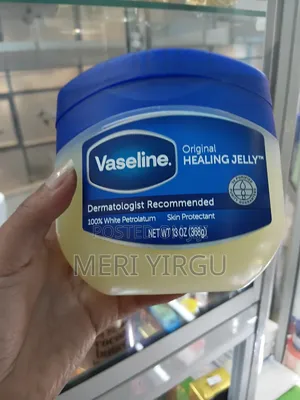 Vaseline.
Original
HEALING JELLY™
Dermatologist Recommended
100% White Petrolatum Skin Protectant
NET WT 13 OZ (368g)
MERI YIRGU